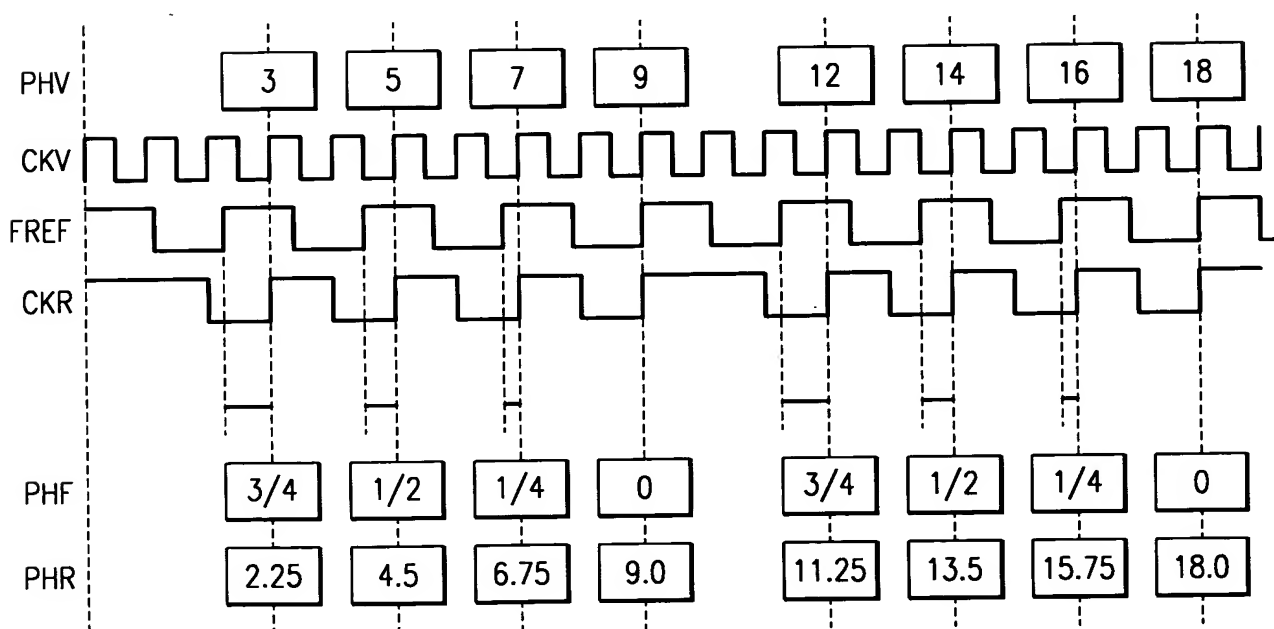 PHV 3 5 7 9 12 14 16 18
CKV
FREF
CKR
PHF 3/4 1/2 1/4 0 3/4 1/2 1/4 0
PHR 2.25 4.5 6.75 9.0 11.25 13.5 15.75 18.0